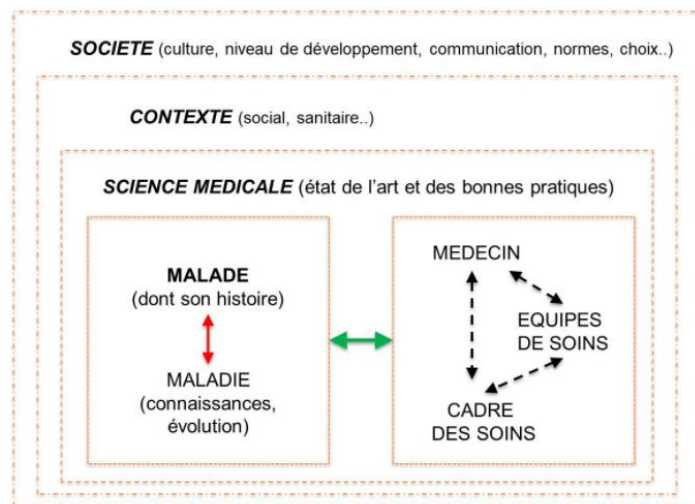 SOCIETE (culture, niveau de développement, communication, normes, choix..)
CONTEXTE (social, sanitaire..)
SCIENCE MEDICALE (état de l'art et des bonnes pratiques)
MALADE
(dont son histoire)
MALADIE
(connaissances,
évolution)
MEDECIN
EQUIPES
DE SOINS
CADRE
DES SOINS